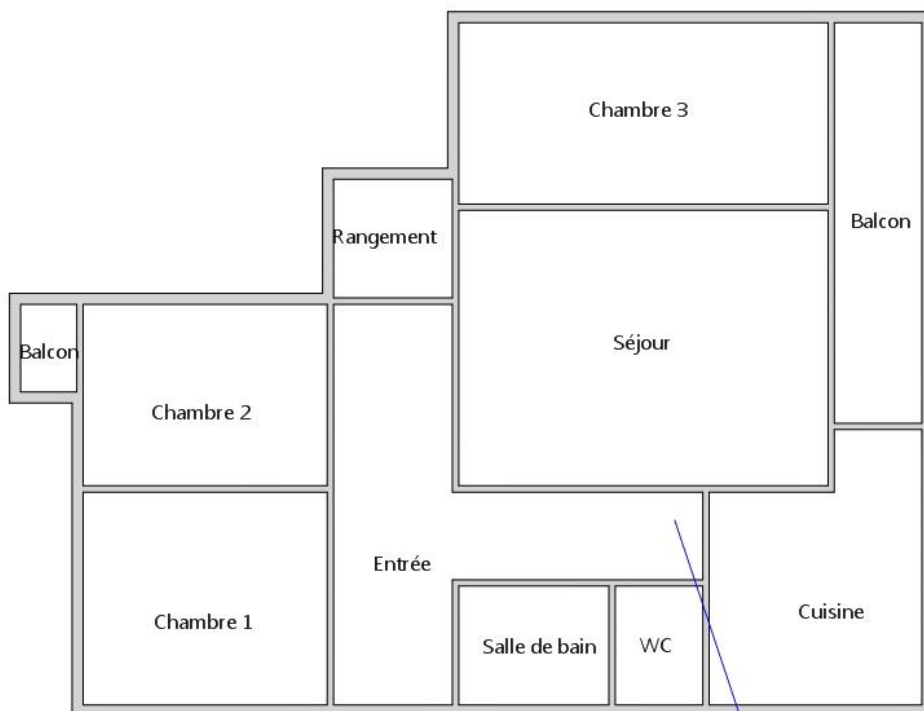 Chambre 3
Rangement
Balcon
Séjour
Balcon
Chambre 2
Entrée
Chambre 1
Salle de bain
WC
Cuisine